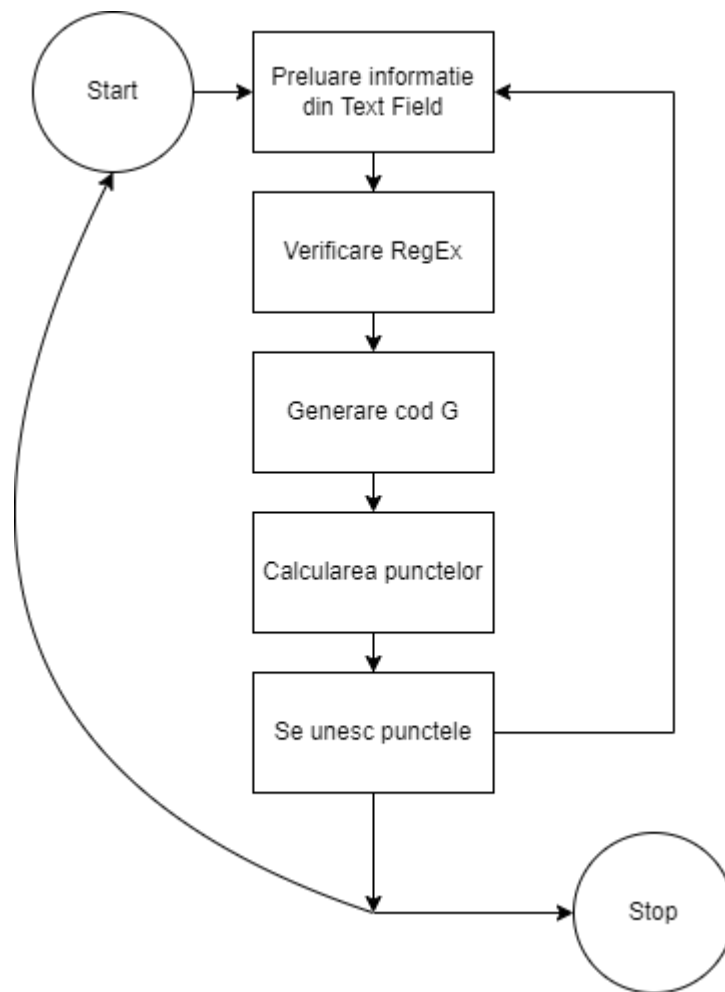 Start
Preluare informatie
din Text Field
Verificare RegEx
Generare cod G
Calcularea punctelor
Se unesc punctele
Stop